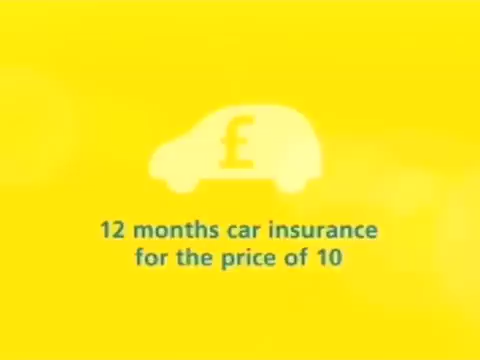 £
12 months car insurance
for the price of 10